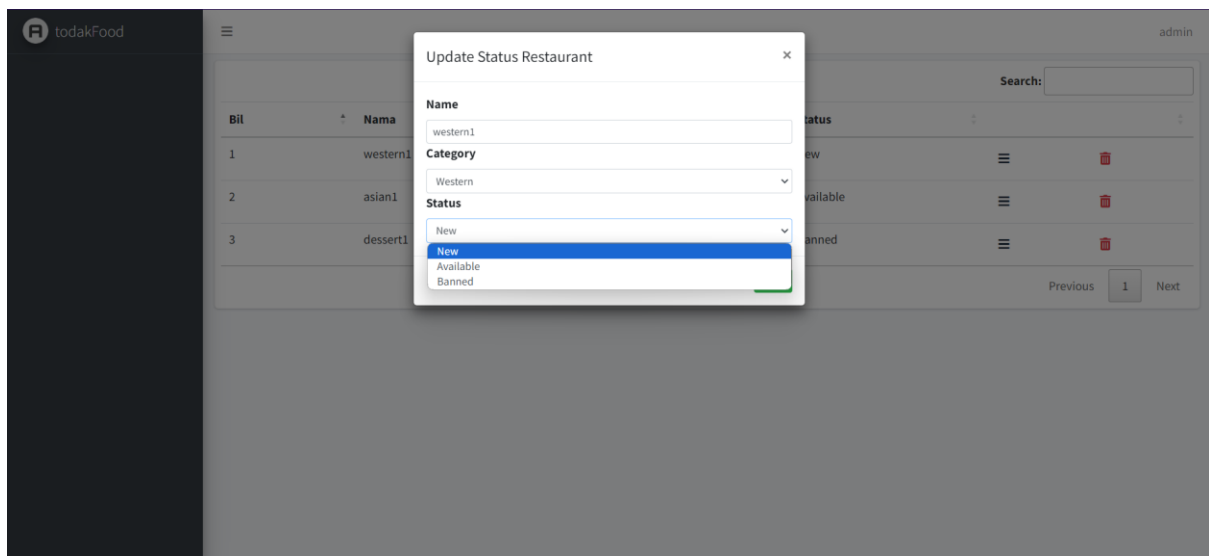 todakFood
admin
Update Status Restaurant ×
Search:
Name
Bil Nama tatus
western1
1 western1 ew
Category
Western
2 asian1 vailable
Status
New
3 dessert1 anned
New
Available
Banned
Previous 1 Next